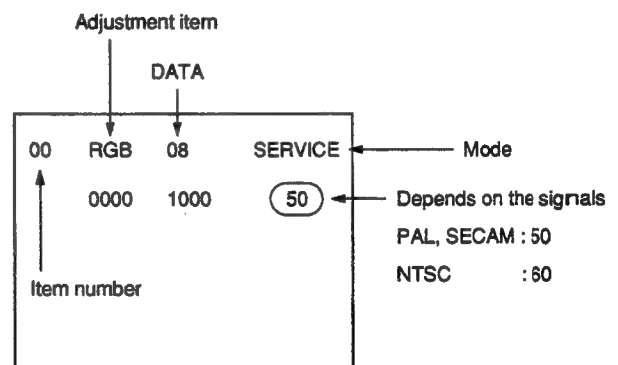 Adjustment item
DATA
00 RGB 08 SERVICE Mode
0000 1000 50 Depends on the signals
PAL, SECAM : 50
NTSC : 60
Item number